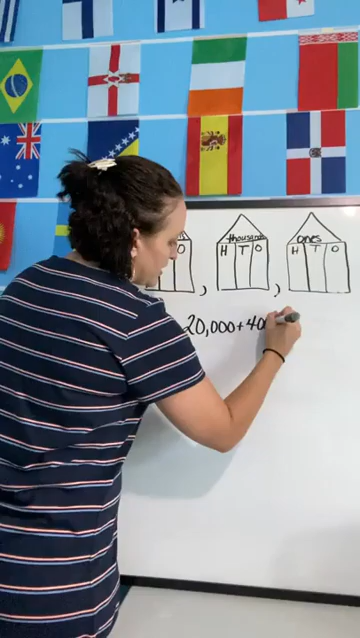 thousands ones
O H T O H T O
, ,
20,000+40